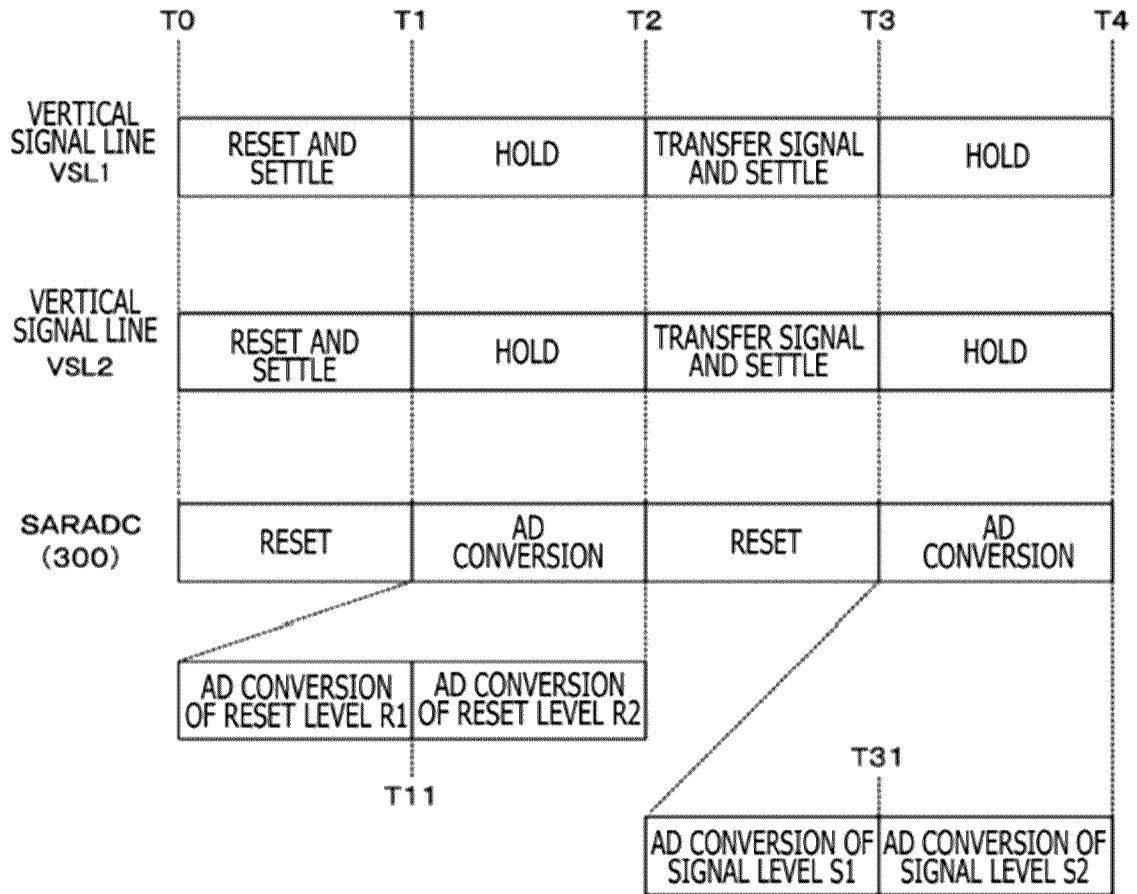 T0 T1 T2 T3 T4
VERTICAL
SIGNAL LINE
VSL1
RESET AND
SETTLE
HOLD
TRANSFER SIGNAL
AND SETTLE
HOLD
VERTICAL
SIGNAL LINE
VSL2
RESET AND
SETTLE
HOLD
TRANSFER SIGNAL
AND SETTLE
HOLD
SARADC
(300)
RESET
AD
CONVERSION
RESET
AD
CONVERSION
AD CONVERSION
OF RESET LEVEL R1
AD CONVERSION
OF RESET LEVEL R2
T11
T31
AD CONVERSION OF
SIGNAL LEVEL S1
AD CONVERSION OF
SIGNAL LEVEL S2